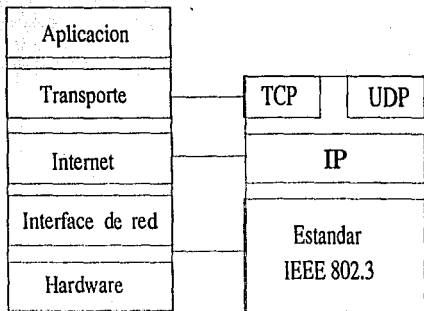 Aplicacion
Transporte
Internet
Interface de red
Hardware
TCP
UDP
IP
Estandar
IEEE 802.3